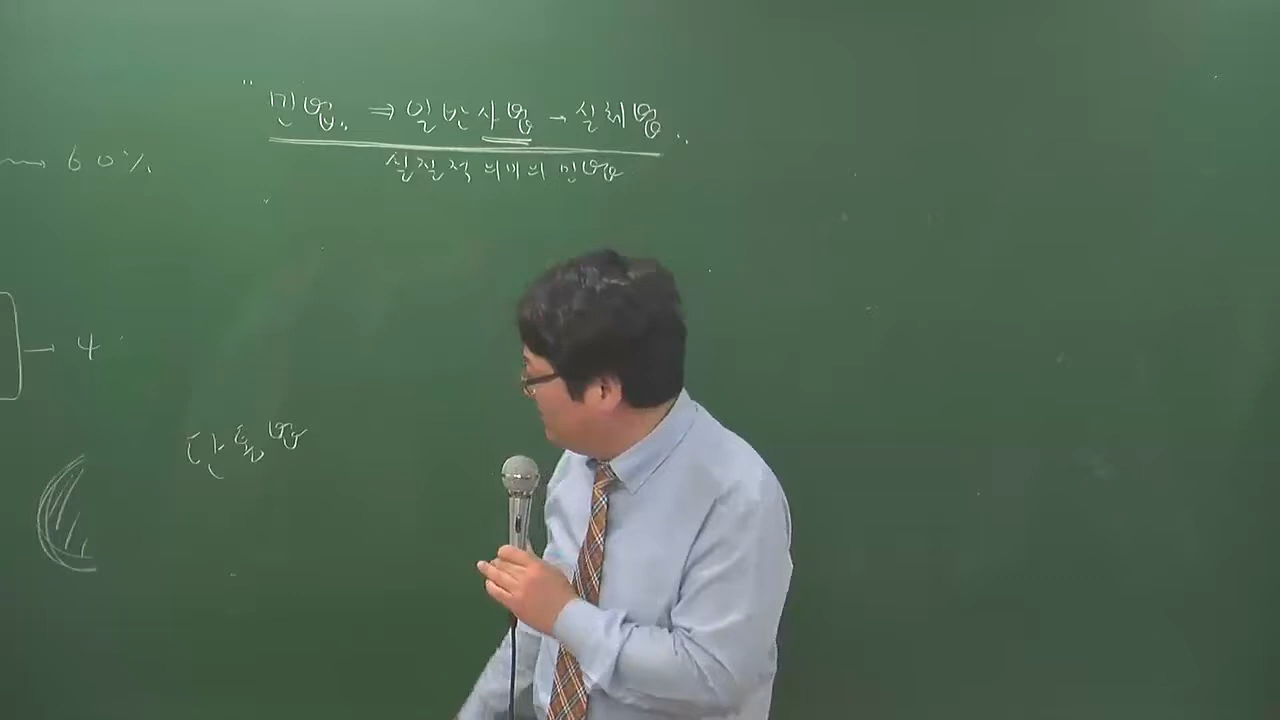 "민법.. ⇒ 일반사법 → 실체법..
실질적 의미의 민법
→ 60%
→ 4
단톨법